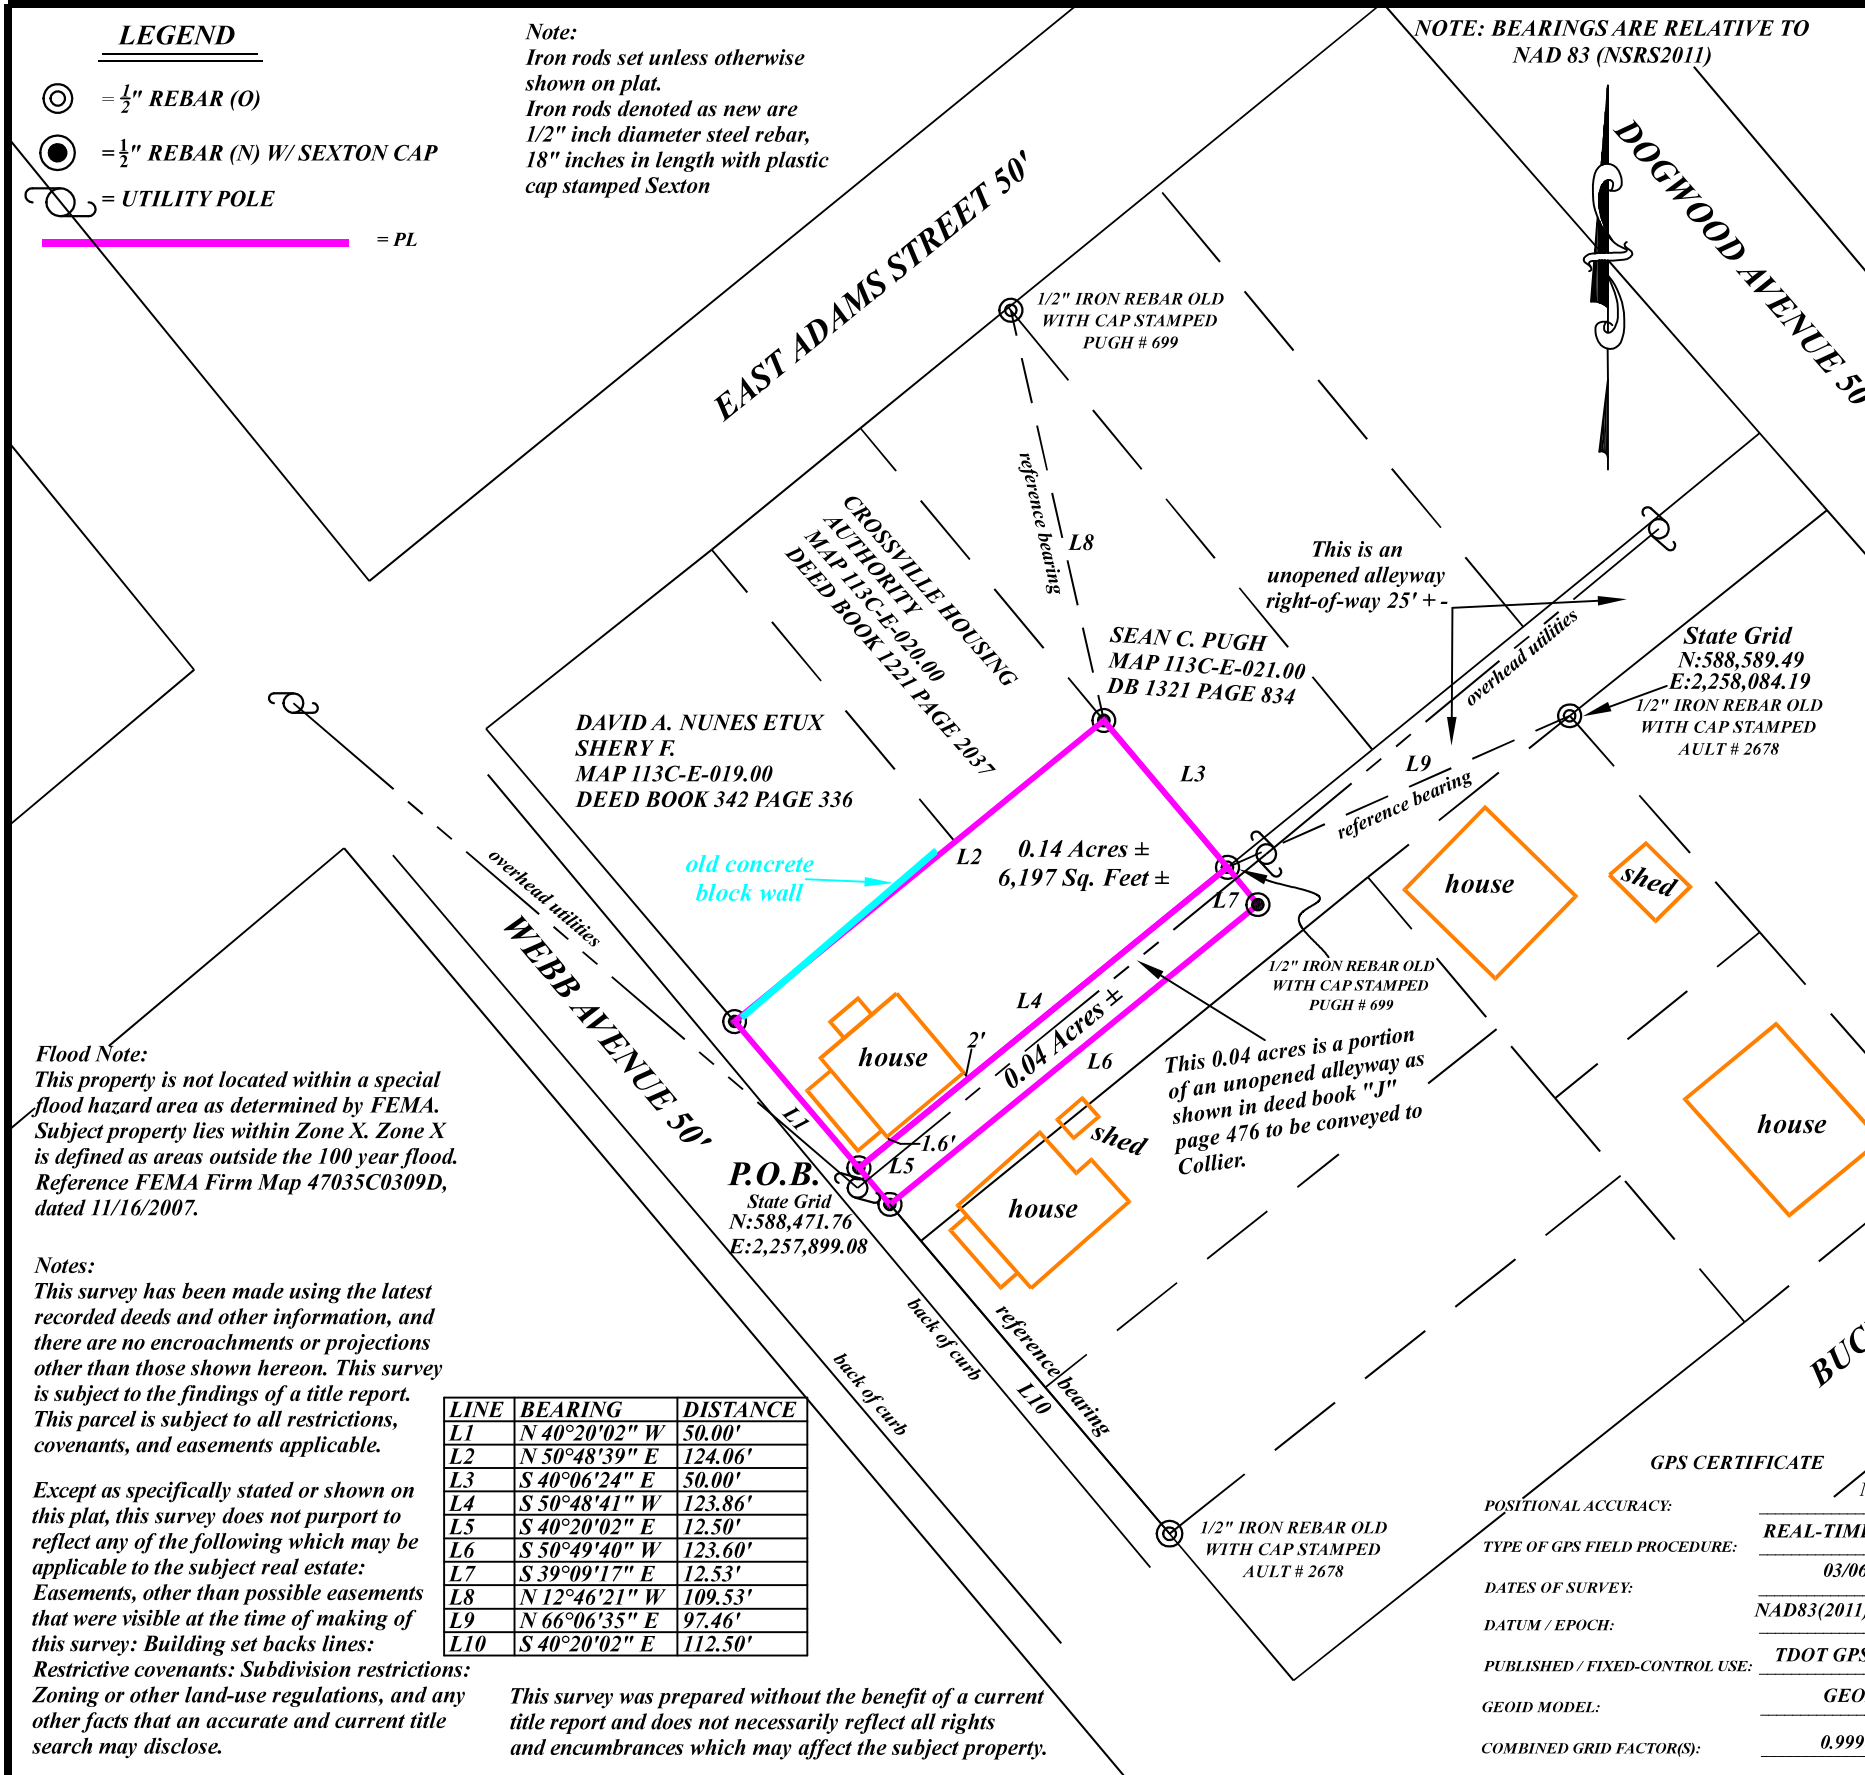 LEGEND
= 1/2" REBAR (O)
= 1/2" REBAR (N) W/ SEXTON CAP
= UTILITY POLE
= PL
Note:
Iron rods set unless otherwise
shown on plat.
Iron rods denoted as new are
1/2" inch diameter steel rebar,
18" inches in length with plastic
cap stamped Sexton
NOTE: BEARINGS ARE RELATIVE TO
NAD 83 (NSRS2011)
DOGWOOD AVENUE 50
EAST ADAMS STREET 50'
1/2" IRON REBAR OLD
WITH CAP STAMPED
PUGH # 699
reference bearing
L8
CROSSVILLE HOUSING
AUTHORITY
MAP 113C-E-020.00
DEED BOOK 1221 PAGE 2037
This is an
unopened alleyway
right-of-way 25' + -
overhead utilities
SEAN C. PUGH
MAP 113C-E-021.00
DB 1321 PAGE 834
State Grid
N:588,589.49
E:2,258,084.19
1/2" IRON REBAR OLD
WITH CAP STAMPED
AULT # 2678
DAVID A. NUNES ETUX
SHERY F.
MAP 113C-E-019.00
DEED BOOK 342 PAGE 336
L3
L9
reference bearing
old concrete
block wall
L2
0.14 Acres ±
6,197 Sq. Feet ±
L7
house
shed
overhead utilities
WEBB AVENUE 50'
1/2" IRON REBAR OLD
WITH CAP STAMPED
PUGH # 699
L4
0.04 Acres ±
2'
house
L6
L1
1.6'
L5
shed
This 0.04 acres is a portion
of an unopened alleyway as
shown in deed book "J"
page 476 to be conveyed to
Collier.
house
house
P.O.B.
State Grid
N:588,471.76
E:2,257,899.08
Flood Note:
This property is not located within a special
flood hazard area as determined by FEMA.
Subject property lies within Zone X. Zone X
is defined as areas outside the 100 year flood.
Reference FEMA Firm Map 47035C0309D,
dated 11/16/2007.
Notes:
This survey has been made using the latest
recorded deeds and other information, and
there are no encroachments or projections
other than those shown hereon. This survey
is subject to the findings of a title report.
This parcel is subject to all restrictions,
covenants, and easements applicable.
Except as specifically stated or shown on
this plat, this survey does not purport to
reflect any of the following which may be
applicable to the subject real estate:
Easements, other than possible easements
that were visible at the time of making of
this survey: Building set backs lines:
Restrictive covenants: Subdivision restrictions:
Zoning or other land-use regulations, and any
other facts that an accurate and current title
search may disclose.
back of curb
back of curb
reference bearing
L10
LINE BEARING DISTANCE
L1 N 40°20'02" W 50.00'
L2 N 50°48'39" E 124.06'
L3 S 40°06'24" E 50.00'
L4 S 50°48'41" W 123.86'
L5 S 40°20'02" E 12.50'
L6 S 50°49'40" W 123.60'
L7 S 39°09'17" E 12.53'
L8 N 12°46'21" W 109.53'
L9 N 66°06'35" E 97.46'
L10 S 40°20'02" E 112.50'
1/2" IRON REBAR OLD
WITH CAP STAMPED
AULT # 2678
This survey was prepared without the benefit of a current
title report and does not necessarily reflect all rights
and encumbrances which may affect the subject property.
BUC
GPS CERTIFICATE
POSITIONAL ACCURACY:
TYPE OF GPS FIELD PROCEDURE: REAL-TIM
DATES OF SURVEY: 03/06
DATUM / EPOCH: NAD83(2011)
PUBLISHED / FIXED-CONTROL USE: TDOT GPS
GEOID MODEL: GEO
COMBINED GRID FACTOR(S): 0.999